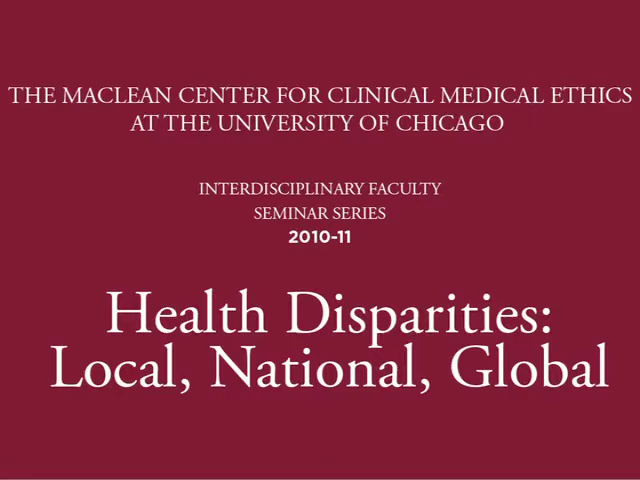 THE MACLEAN CENTER FOR CLINICAL MEDICAL ETHICS
AT THE UNIVERSITY OF CHICAGO
INTERDISCIPLINARY FACULTY
SEMINAR SERIES
2010-11
Health Disparities:
Local, National, Global